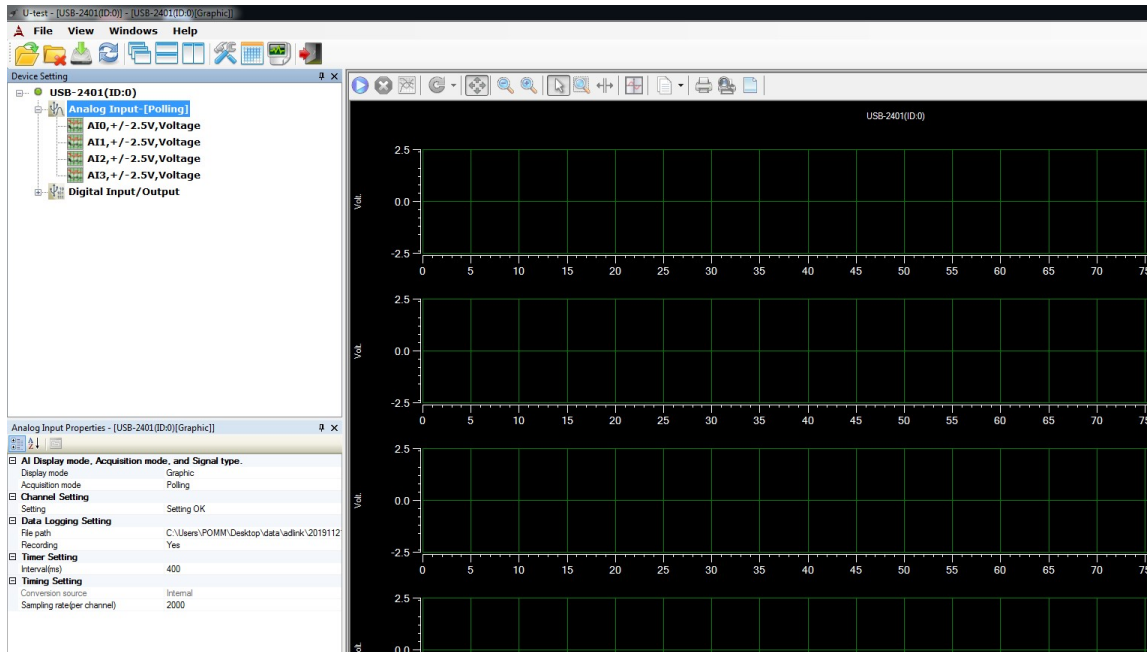 U-test - [USB-2401(ID:0)] - [USB-2401(ID:0)[Graphic]]
File View Windows Help
Device Setting
USB-2401(ID:0)
Analog Input-[Polling]
AI0,+/-2.5V,Voltage
AI1,+/-2.5V,Voltage
AI2,+/-2.5V,Voltage
AI3,+/-2.5V,Voltage
Digital Input/Output
Analog Input Properties - [USB-2401(ID:0)[Graphic]]
AI Display mode, Acquisition mode, and Signal type.
Display mode Graphic
Acquisition mode Polling
Channel Setting
Setting Setting OK
Data Logging Setting
File path C:\Users\POMM\Desktop\data\adlink\2019112
Recording Yes
Timer Setting
Interval(ms) 400
Timing Setting
Conversion source Internal
Sampling rate(per channel) 2000
USB-2401(ID:0)
2.5
Volt.
0.0
-2.5
0 5 10 15 20 25 30 35 40 45 50 55 60 65 70 75
2.5
Volt.
0.0
-2.5
0 5 10 15 20 25 30 35 40 45 50 55 60 65 70 75
2.5
Volt.
0.0
-2.5
0 5 10 15 20 25 30 35 40 45 50 55 60 65 70 75
2.5
0.0